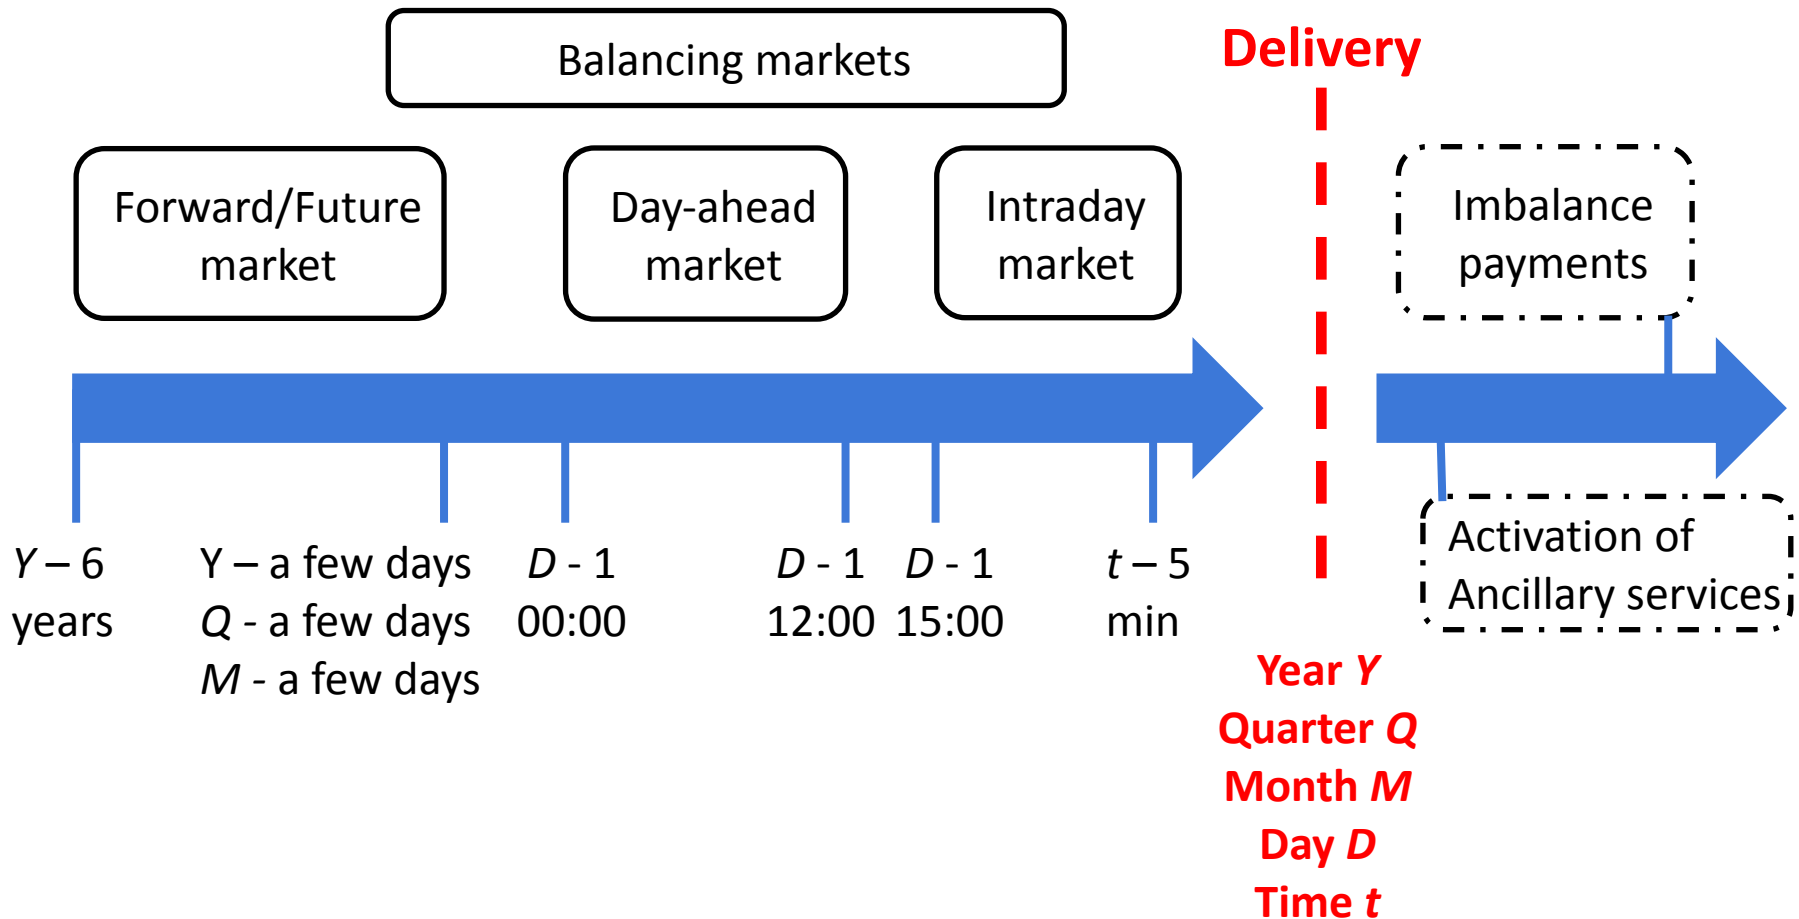 Balancing markets
Delivery
Forward/Future
market
Day-ahead
market
Intraday
market
Imbalance
payments
Y – 6
years
Y – a few days
Q - a few days
M - a few days
D - 1
00:00
D - 1
12:00
D - 1
15:00
t – 5
min
Activation of
Ancillary services
Year Y
Quarter Q
Month M
Day D
Time t